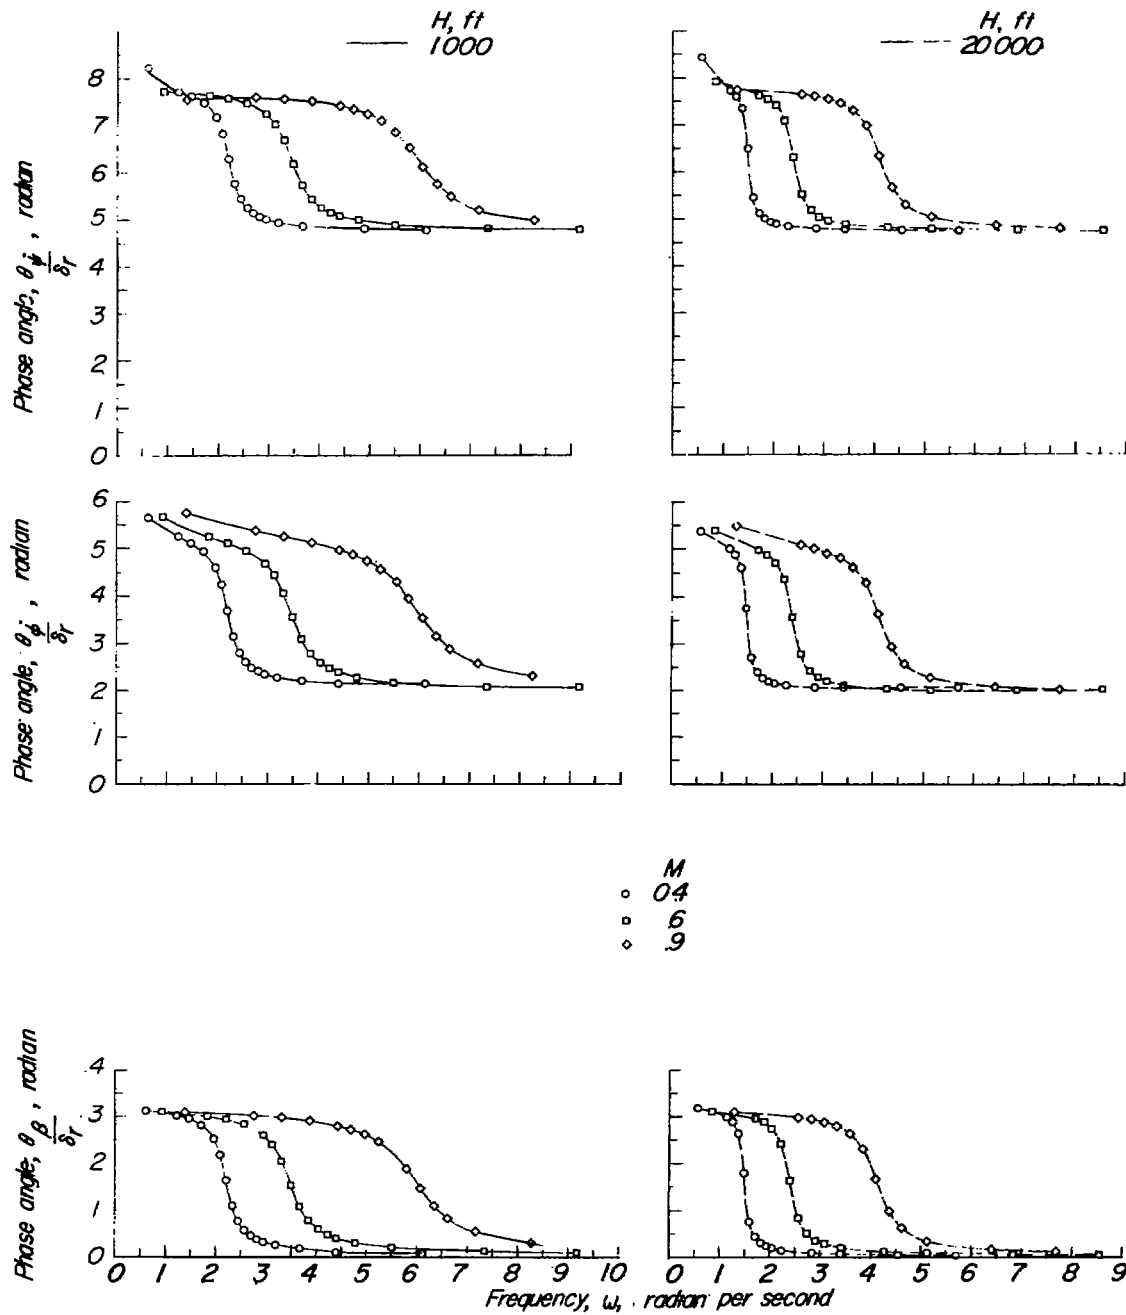 H, ft
1000
H, ft
20000
8
7
6
5
4
3
2
1
0
Phase angle, θ ψ̇/δr, radian
6
5
4
3
2
1
0
Phase angle, θ φ̇/δr, radian
M
04
.6
.9
.4
3
2
1
0
Phase angle, θ β/δr, radian
0 1 2 3 4 5 6 7 8 9 10
0 1 2 3 4 5 6 7 8 9
Frequency, ω, radian per second